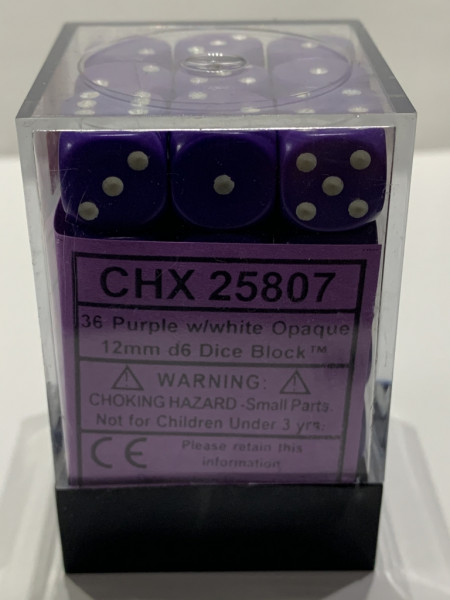 CHX 25807
36 Purple w/white Opaque
12mm d6 Dice Block™
WARNING:
CHOKING HAZARD -Small Parts.
Not for Children Under 3 yrs.
CE Please retain this
information